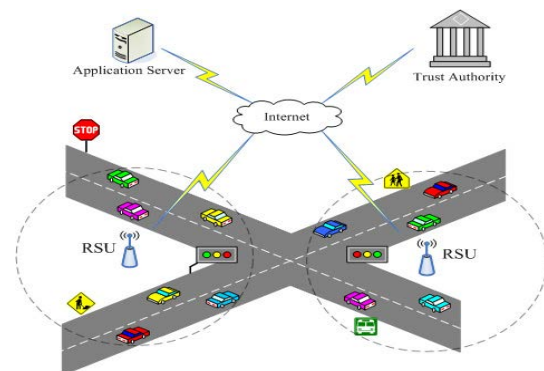 Application Server
Trust Authority
Internet
STOP
RSU
RSU